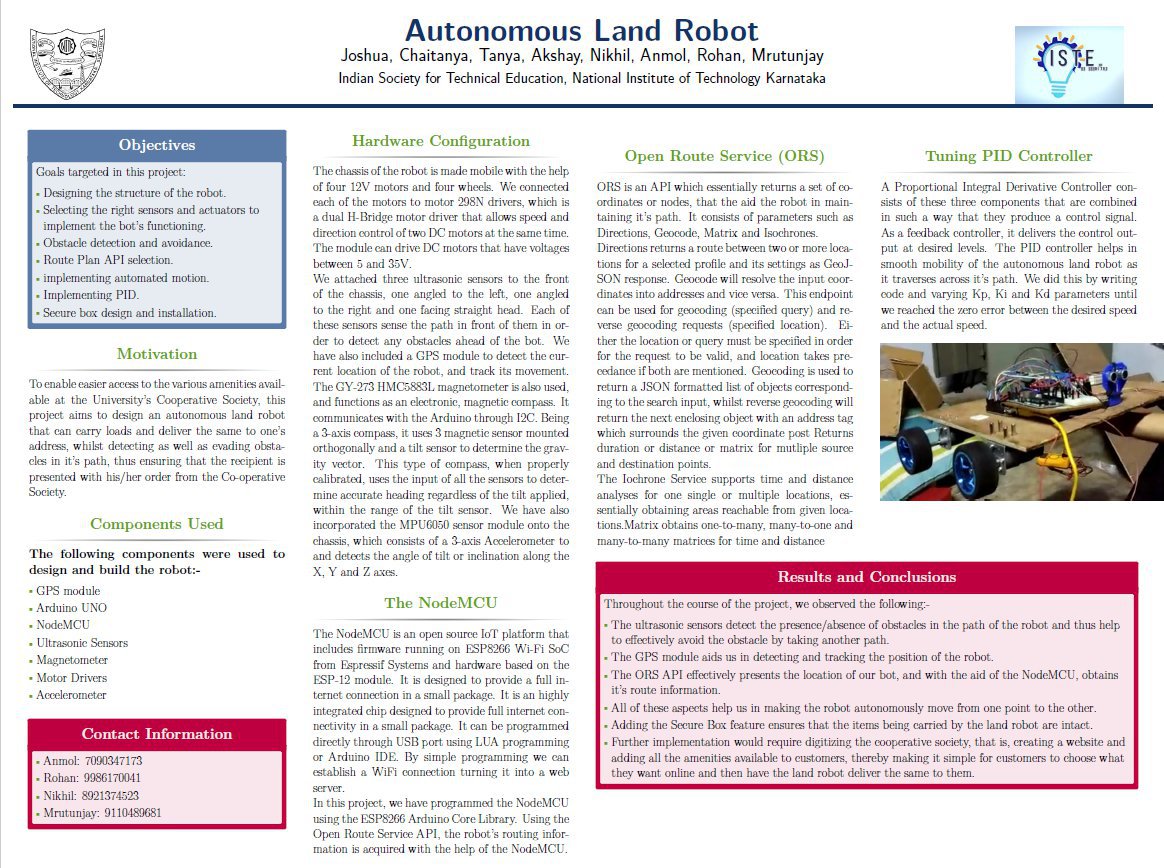 Autonomous Land Robot
Joshua, Chaitanya, Tanya, Akshay, Nikhil, Anmol, Rohan, Mrutunjay
Indian Society for Technical Education, National Institute of Technology Karnataka
ISTE
Objectives
Goals targeted in this project:
▪ Designing the structure of the robot.
▪ Selecting the right sensors and actuators to
implement the bot's functioning.
▪ Obstacle detection and avoidance.
▪ Route Plan API selection.
▪ implementing automated motion.
▪ Implementing PID.
▪ Secure box design and installation.
Motivation
To enable easier access to the various amenities avail-
able at the University's Cooperative Society, this
project aims to design an autonomous land robot
that can carry loads and deliver the same to one's
address, whilst detecting as well as evading obsta-
cles in it's path, thus ensuring that the recipient is
presented with his/her order from the Co-operative
Society.
Components Used
The following components were used to
design and build the robot:-
▪ GPS module
▪ Arduino UNO
▪ NodeMCU
▪ Ultrasonic Sensors
▪ Magnetometer
▪ Motor Drivers
▪ Accelerometer
Contact Information
▪ Anmol: 7090347173
▪ Rohan: 9986170041
▪ Nikhil: 8921374523
▪ Mrutunjay: 9110489681
Hardware Configuration
The chassis of the robot is made mobile with the help
of four 12V motors and four wheels. We connected
each of the motors to motor 298N drivers, which is
a dual H-Bridge motor driver that allows speed and
direction control of two DC motors at the same time.
The module can drive DC motors that have voltages
between 5 and 35V.
We attached three ultrasonic sensors to the front
of the chassis, one angled to the left, one angled
to the right and one facing straight head. Each of
these sensors sense the path in front of them in or-
der to detect any obstacles ahead of the bot. We
have also included a GPS module to detect the cur-
rent location of the robot, and track its movement.
The GY-273 HMC5883L magnetometer is also used,
and functions as an electronic, magnetic compass. It
communicates with the Arduino through I2C. Being
a 3-axis compass, it uses 3 magnetic sensor mounted
orthogonally and a tilt sensor to determine the grav-
ity vector. This type of compass, when properly
calibrated, uses the input of all the sensors to deter-
mine accurate heading regardless of the tilt applied,
within the range of the tilt sensor. We have also
incorporated the MPU6050 sensor module onto the
chassis, which consists of a 3-axis Accelerometer to
and detects the angle of tilt or inclination along the
X, Y and Z axes.
The NodeMCU
The NodeMCU is an open source IoT platform that
includes firmware running on ESP8266 Wi-Fi SoC
from Espressif Systems and hardware based on the
ESP-12 module. It is designed to provide a full in-
ternet connection in a small package. It is an highly
integrated chip designed to provide full internet con-
nectivity in a small package. It can be programmed
directly through USB port using LUA programming
or Arduino IDE. By simple programming we can
establish a WiFi connection turning it into a web
server.
In this project, we have programmed the NodeMCU
using the ESP8266 Arduino Core Library. Using the
Open Route Service API, the robot's routing infor-
mation is acquired with the help of the NodeMCU.
Open Route Service (ORS)
ORS is an API which essentially returns a set of co-
ordinates or nodes, that the aid the robot in main-
taining it's path. It consists of parameters such as
Directions, Geocode, Matrix and Isochrones.
Directions returns a route between two or more loca-
tions for a selected profile and its settings as GeoJ-
SON response. Geocode will resolve the input coor-
dinates into addresses and vice versa. This endpoint
can be used for geocoding (specified query) and re-
verse geocoding requests (specified location). Ei-
ther the location or query must be specified in order
for the request to be valid, and location takes pre-
cedance if both are mentioned. Geocoding is used to
return a JSON formatted list of objects correspond-
ing to the search input, whilst reverse geocoding will
return the next enclosing object with an address tag
which surrounds the given coordinate post Returns
duration or distance or matrix for mutliple source
and destination points.
The Iochrone Service supports time and distance
analyses for one single or multiple locations, es-
sentially obtaining areas reachable from given loca-
tions.Matrix obtains one-to-many, many-to-one and
many-to-many matrices for time and distance
Tuning PID Controller
A Proportional Integral Derivative Controller con-
sists of these three components that are combined
in such a way that they produce a control signal.
As a feedback controller, it delivers the control out-
put at desired levels. The PID controller helps in
smooth mobility of the autonomous land robot as
it traverses across it's path. We did this by writing
code and varying Kp, Ki and Kd parameters until
we reached the zero error between the desired speed
and the actual speed.
Results and Conclusions
Throughout the course of the project, we observed the following:-
▪ The ultrasonic sensors detect the presence/absence of obstacles in the path of the robot and thus help
to effectively avoid the obstacle by taking another path.
▪ The GPS module aids us in detecting and tracking the position of the robot.
▪ The ORS API effectively presents the location of our bot, and with the aid of the NodeMCU, obtains
it's route information.
▪ All of these aspects help us in making the robot autonomously move from one point to the other.
▪ Adding the Secure Box feature ensures that the items being carried by the land robot are intact.
▪ Further implementation would require digitizing the cooperative society, that is, creating a website and
adding all the amenities available to customers, thereby making it simple for customers to choose what
they want online and then have the land robot deliver the same to them.